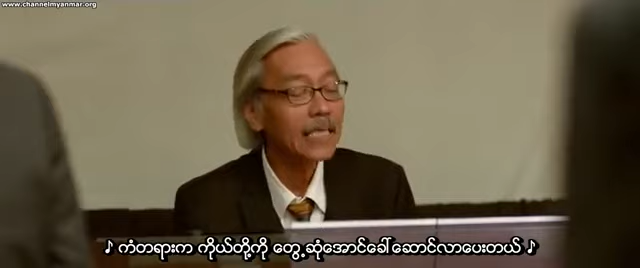 www.channelmyanmar.org
♪ ကံတရားက ကိုယ်တို့ကို တွေ့ဆုံအောင်ခေါ်ဆောင်လာပေးတယ် ♪